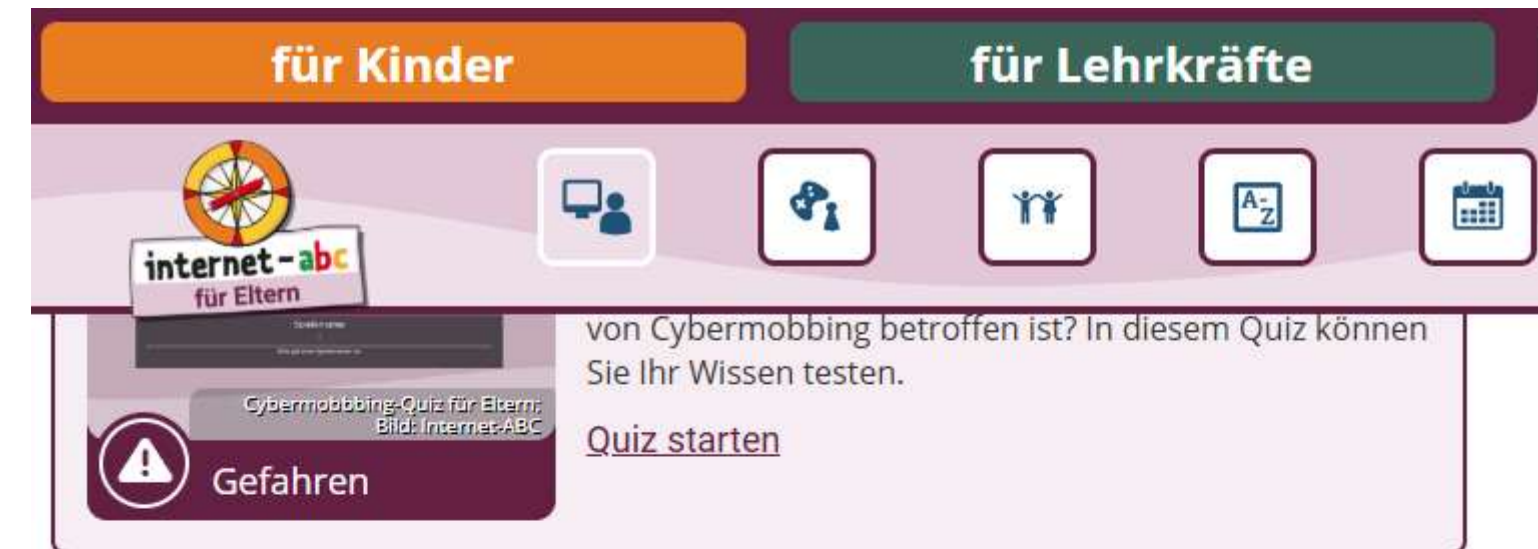 für Kinder
für Lehrkräfte
A-Z
internet-abc
für Eltern
von Cybermobbing betroffen ist? In diesem Quiz können
Sie Ihr Wissen testen.
Cybermobbbing-Quiz für Eltern;
Bild: Internet-ABC
Quiz starten
Gefahren